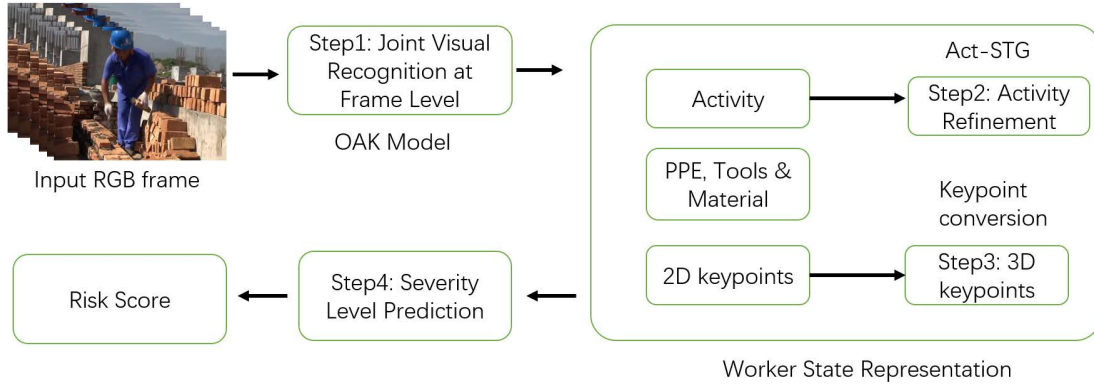 Step1: Joint Visual
Recognition at
Frame Level
OAK Model
Input RGB frame
Act-STG
Activity
Step2: Activity
Refinement
PPE, Tools &
Material
Keypoint
conversion
2D keypoints
Step3: 3D
keypoints
Worker State Representation
Step4: Severity
Level Prediction
Risk Score